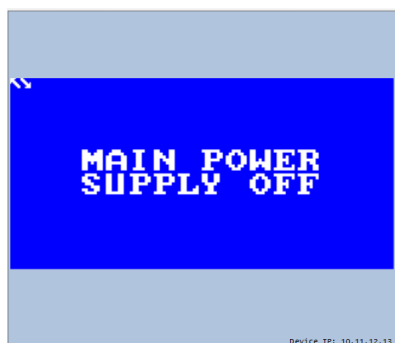 MAIN POWER
SUPPLY OFF
Device IP: 10.11.12.13